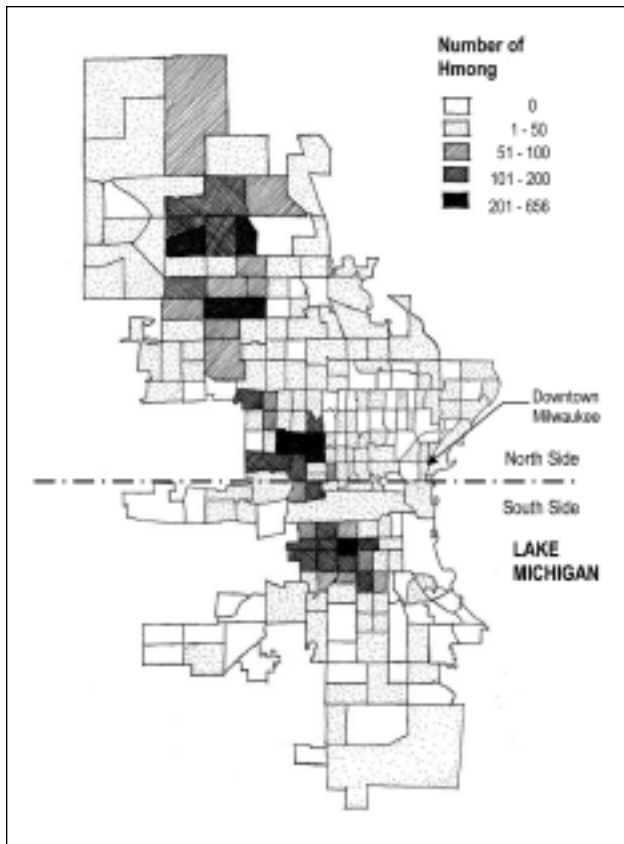 Number of
Hmong
0
1 - 50
51 - 100
101 - 200
201 - 656
Downtown
Milwaukee
North Side
South Side
LAKE
MICHIGAN